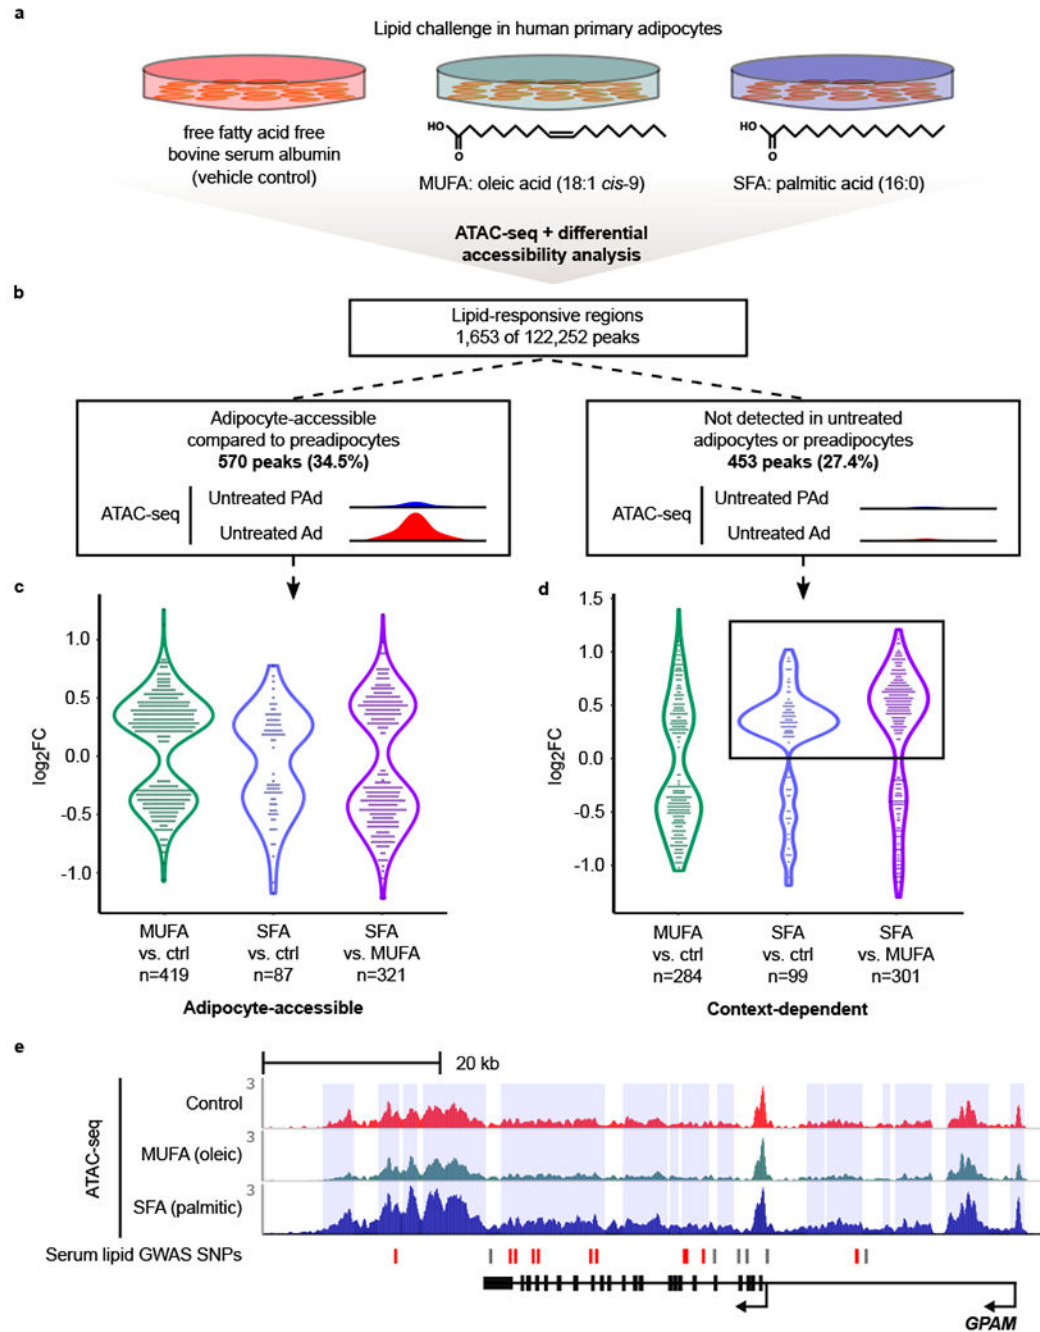 a
Lipid challenge in human primary adipocytes
free fatty acid free
bovine serum albumin
(vehicle control)
HO
O
MUFA: oleic acid (18:1 cis-9)
HO
O
SFA: palmitic acid (16:0)
ATAC-seq + differential
accessibility analysis
b
Lipid-responsive regions
1,653 of 122,252 peaks
Adipocyte-accessible
compared to preadipocytes
570 peaks (34.5%)
ATAC-seq
Untreated PAd
Untreated Ad
Not detected in untreated
adipocytes or preadipocytes
453 peaks (27.4%)
ATAC-seq
Untreated PAd
Untreated Ad
c
log2FC
1.0
0.5
0.0
-0.5
-1.0
MUFA
vs. ctrl
n=419
SFA
vs. ctrl
n=87
SFA
vs. MUFA
n=321
Adipocyte-accessible
d
log2FC
1.5
1.0
0.5
0.0
-0.5
-1.0
MUFA
vs. ctrl
n=284
SFA
vs. ctrl
n=99
SFA
vs. MUFA
n=301
Context-dependent
e
20 kb
ATAC-seq
Control
3
MUFA (oleic)
3
SFA (palmitic)
3
Serum lipid GWAS SNPs
GPAM